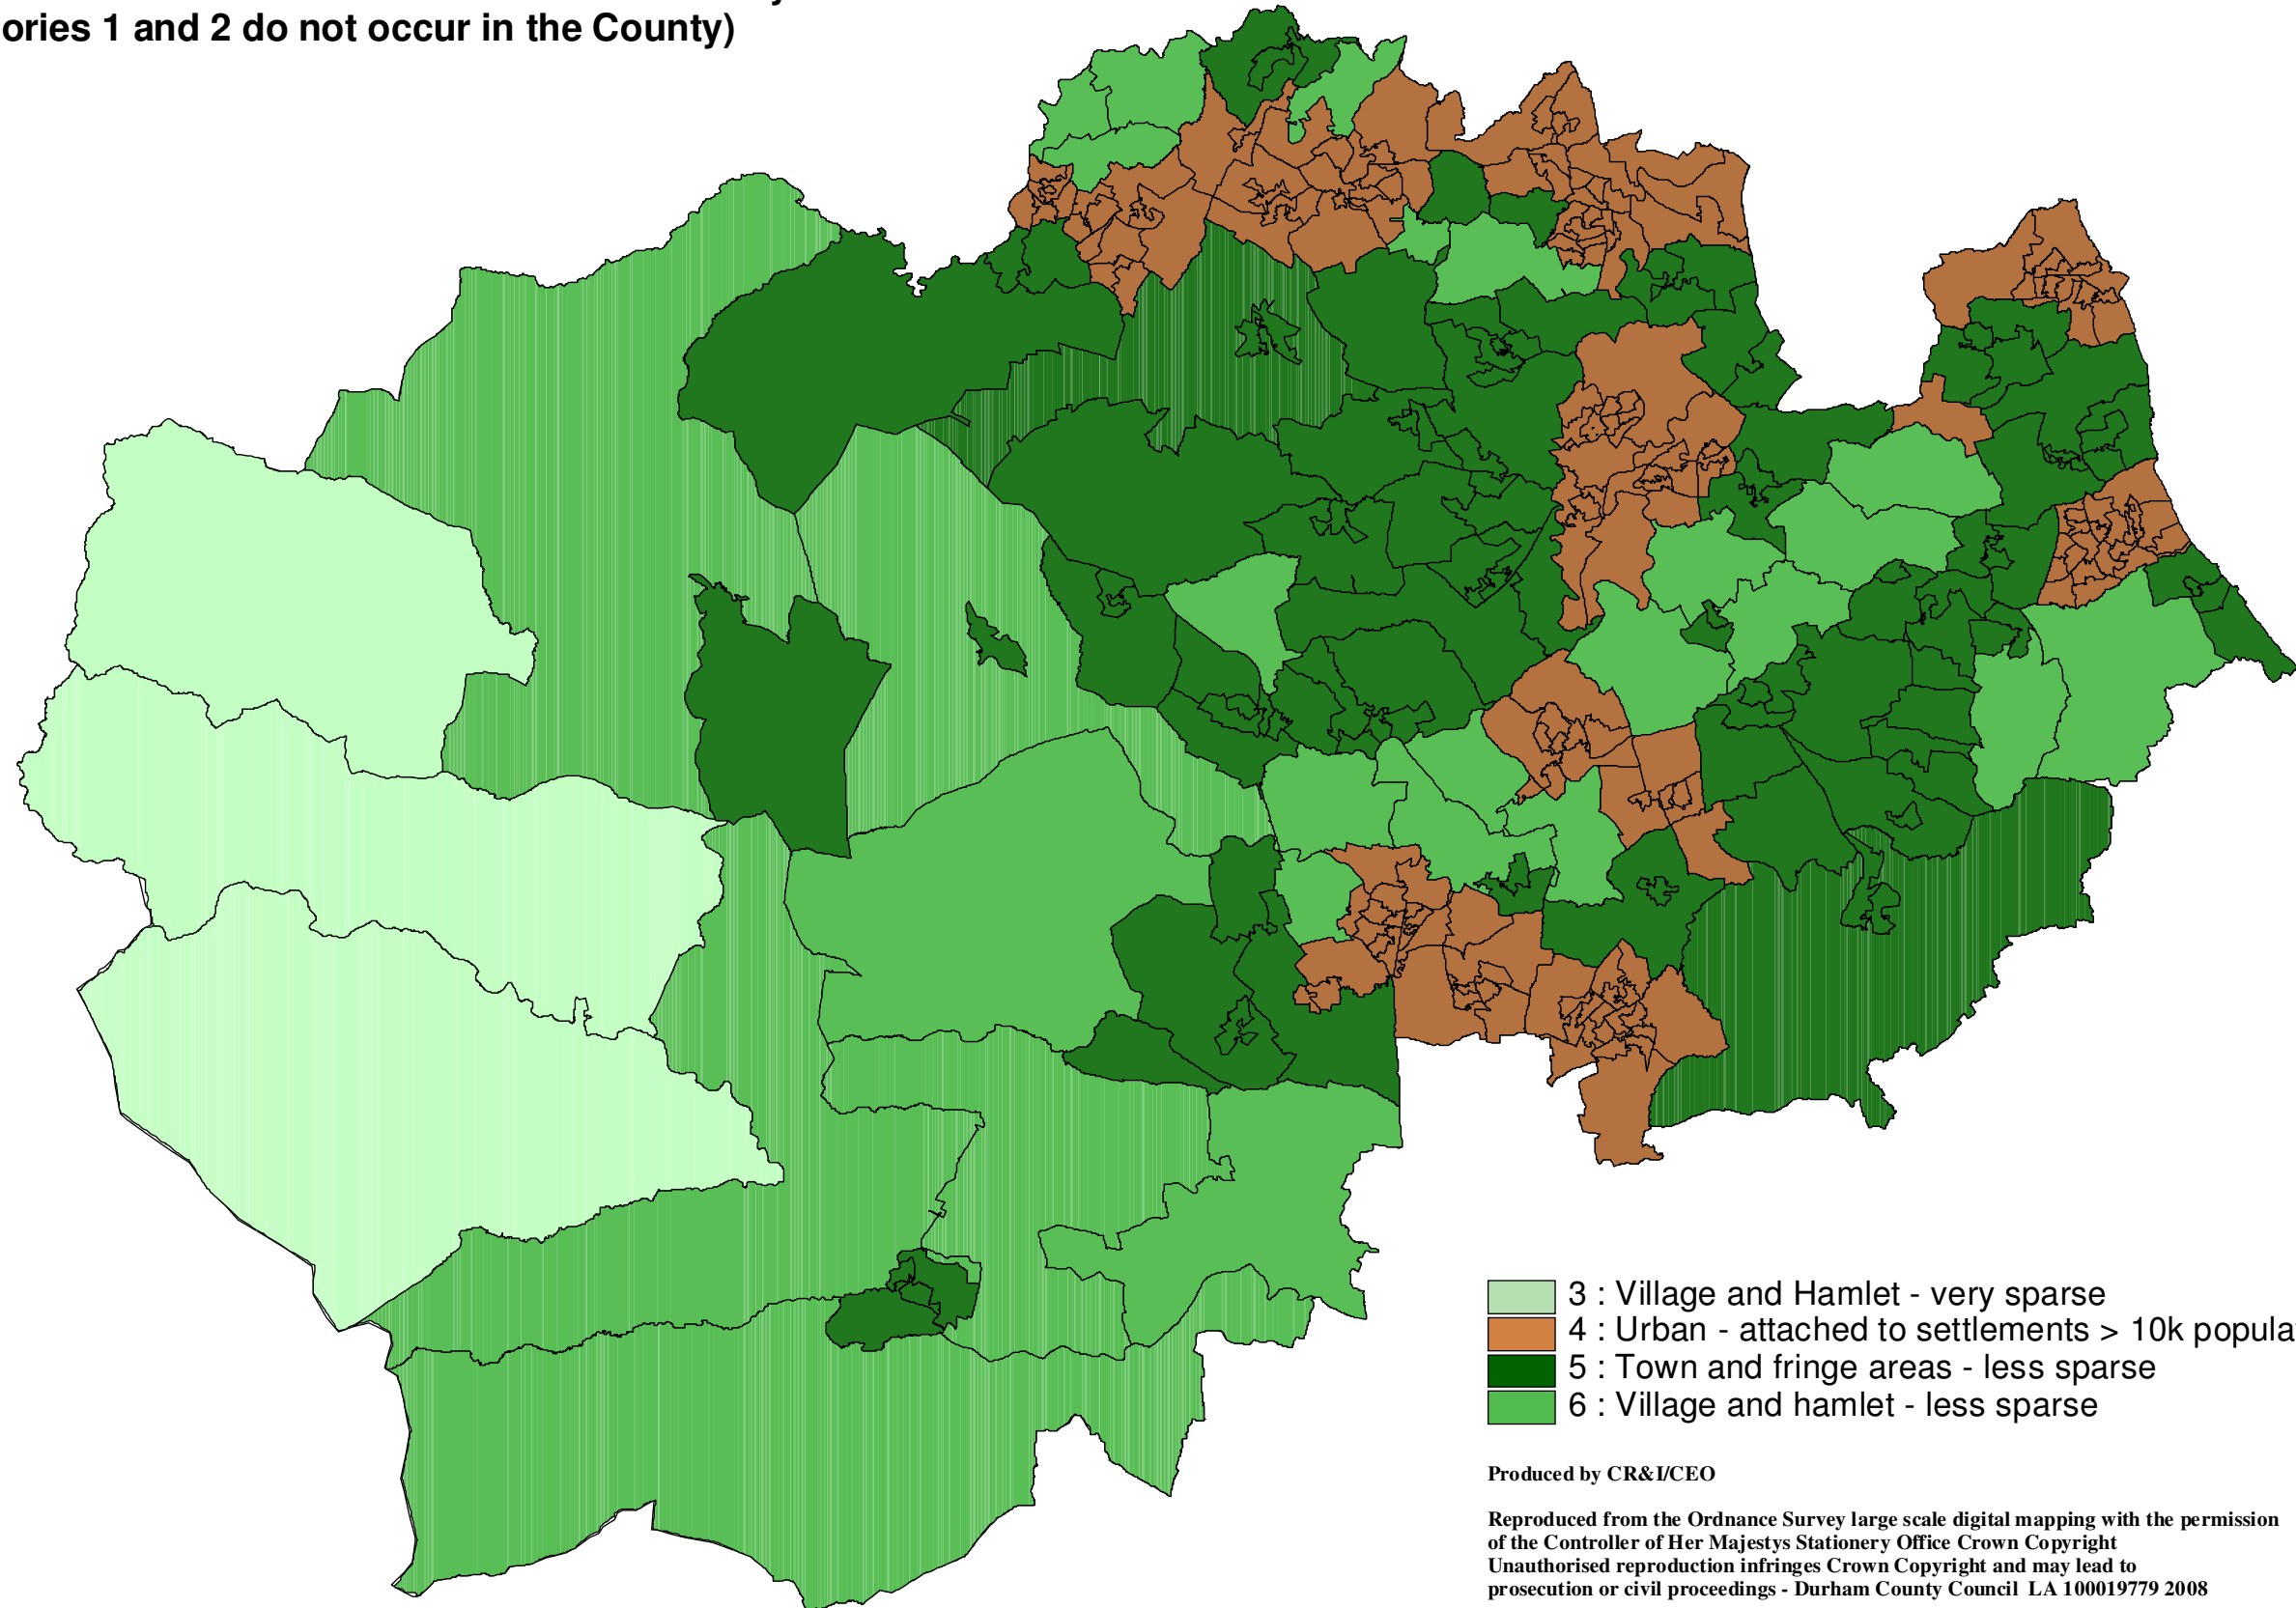 ories 1 and 2 do not occur in the County)
3 : Village and Hamlet - very sparse
4 : Urban - attached to settlements > 10k popula
5 : Town and fringe areas - less sparse
6 : Village and hamlet - less sparse
Produced by CR&I/CEO
Reproduced from the Ordnance Survey large scale digital mapping with the permission
of the Controller of Her Majestys Stationery Office Crown Copyright
Unauthorised reproduction infringes Crown Copyright and may lead to
prosecution or civil proceedings - Durham County Council LA 100019779 2008